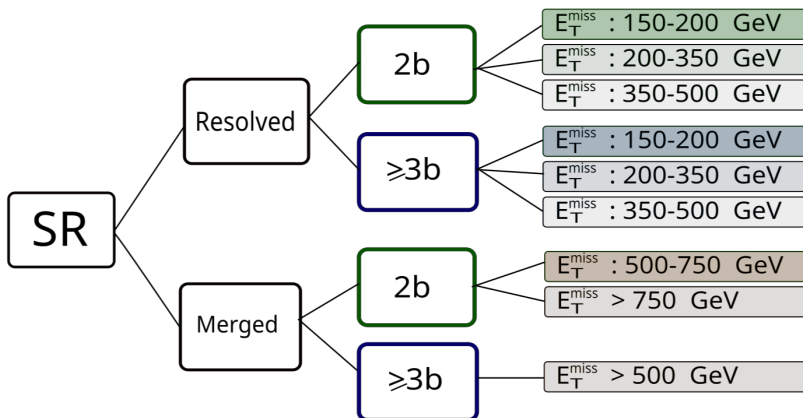 SR
Resolved
2b
E_T^miss : 150-200 GeV
E_T^miss : 200-350 GeV
E_T^miss : 350-500 GeV
⩾3b
E_T^miss : 150-200 GeV
E_T^miss : 200-350 GeV
E_T^miss : 350-500 GeV
Merged
2b
E_T^miss : 500-750 GeV
E_T^miss > 750 GeV
⩾3b
E_T^miss > 500 GeV